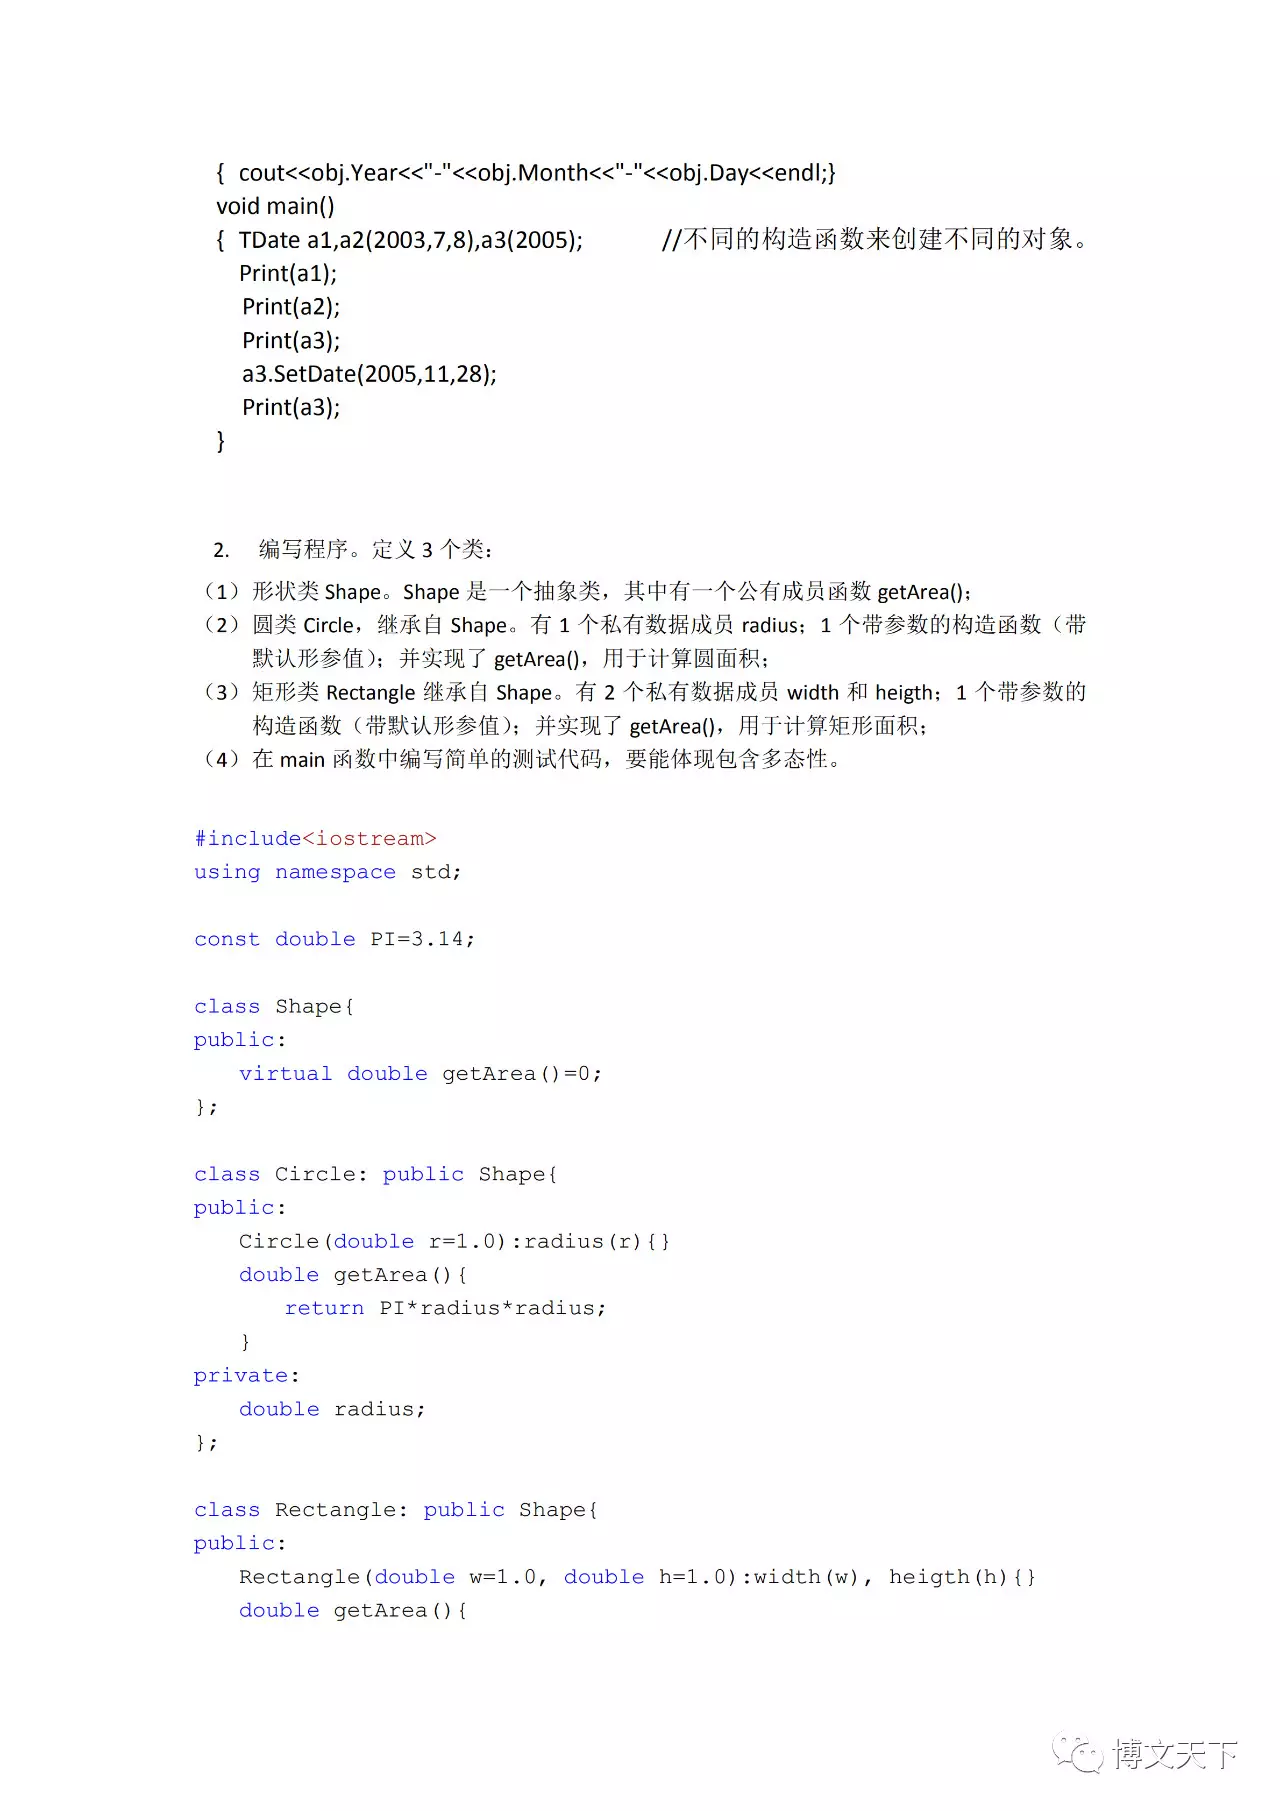 { cout<<obj.Year<<"-"<<obj.Month<<"-"<<obj.Day<<endl;}
void main()
{ TDate a1,a2(2003,7,8),a3(2005); //不同的构造函数来创建不同的对象。
Print(a1);
Print(a2);
Print(a3);
a3.SetDate(2005,11,28);
Print(a3);
}
2. 编写程序。定义 3 个类：
（1）形状类 Shape。Shape 是一个抽象类，其中有一个公有成员函数 getArea()；
（2）圆类 Circle，继承自 Shape。有 1 个私有数据成员 radius；1 个带参数的构造函数（带
默认形参值）；并实现了 getArea()，用于计算圆面积；
（3）矩形类 Rectangle 继承自 Shape。有 2 个私有数据成员 width 和 heigth；1 个带参数的
构造函数（带默认形参值）；并实现了 getArea()，用于计算矩形面积；
（4）在 main 函数中编写简单的测试代码，要能体现包含多态性。
#include<iostream>
using namespace std;
const double PI=3.14;
class Shape{
public:
virtual double getArea()=0;
};
class Circle: public Shape{
public:
Circle(double r=1.0):radius(r){}
double getArea(){
return PI*radius*radius;
}
private:
double radius;
};
class Rectangle: public Shape{
public:
Rectangle(double w=1.0, double h=1.0):width(w), heigth(h){}
double getArea(){
博文天下